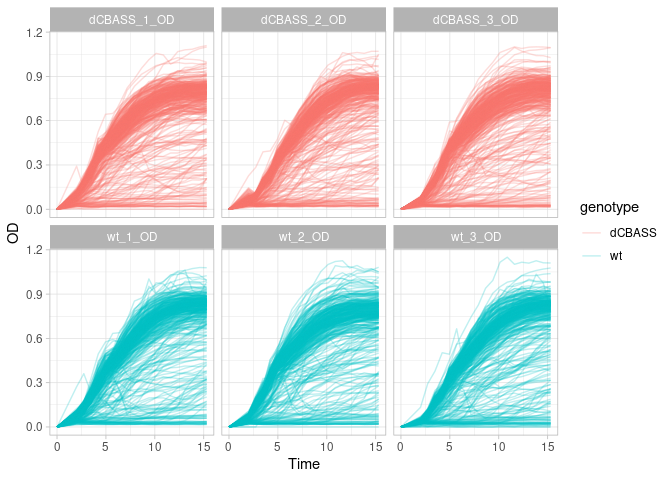 dCBASS_1_OD dCBASS_2_OD dCBASS_3_OD
1.2
0.9
0.6
0.3
0.0
wt_1_OD wt_2_OD wt_3_OD
1.2
0.9
0.6
0.3
0.0
0 5 10 15 0 5 10 15 0 5 10 15
Time
OD
genotype
dCBASS
wt